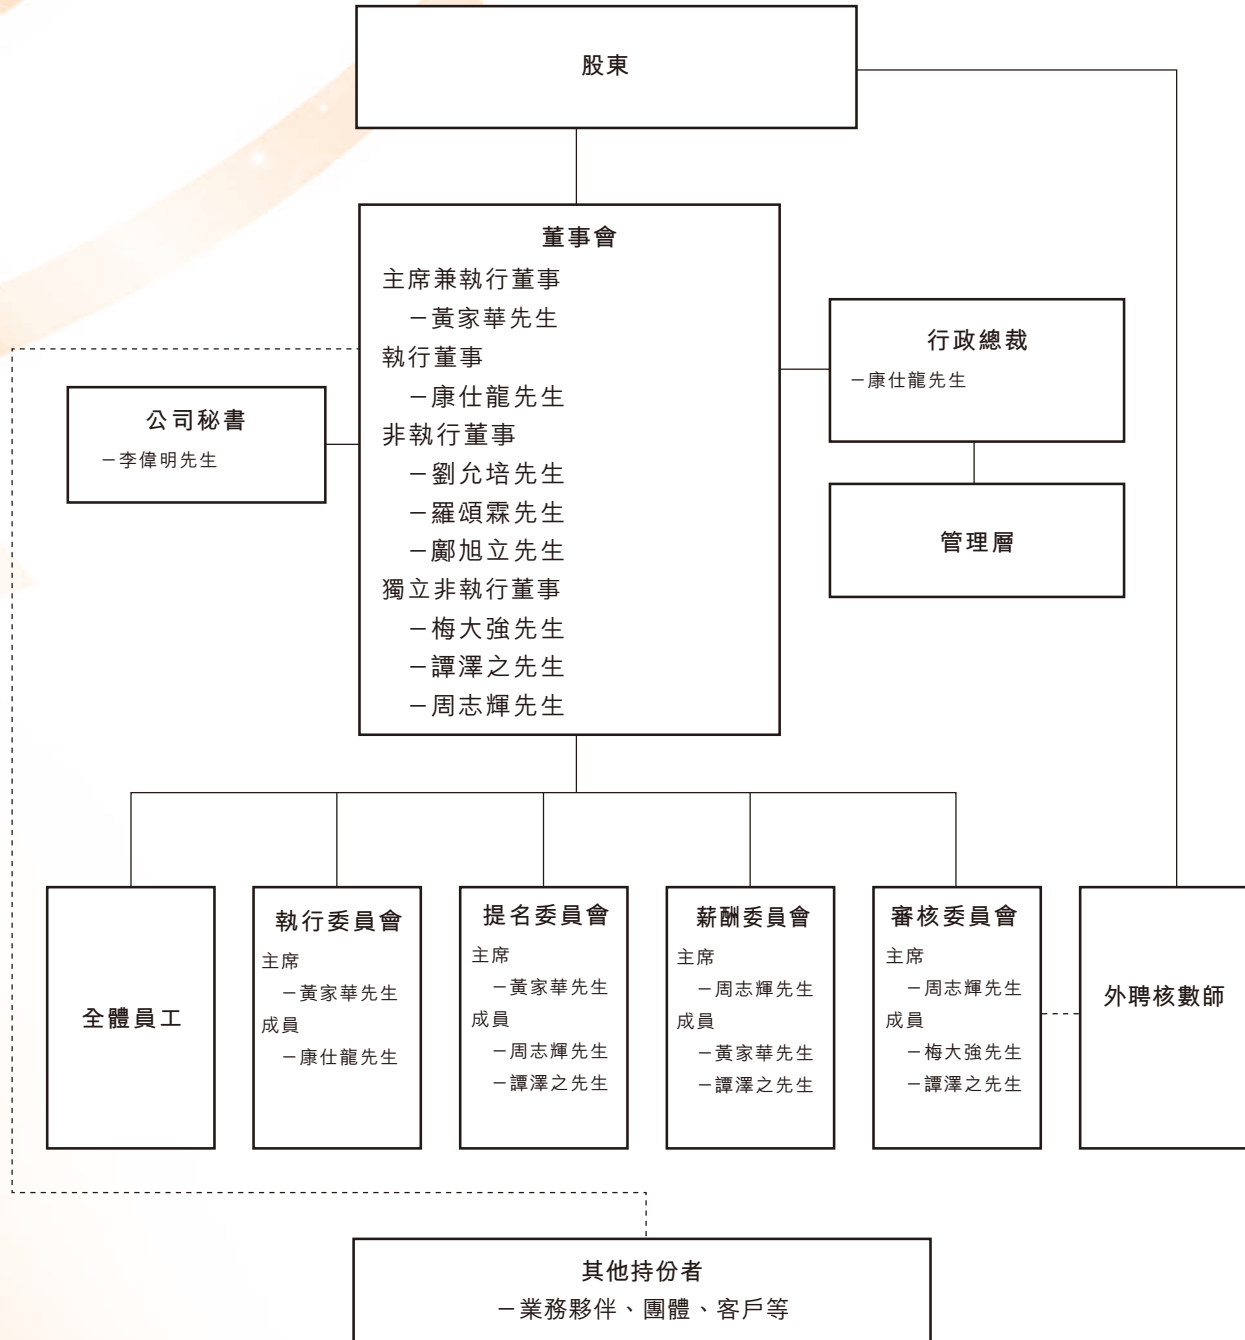 股東
董事會
主席兼執行董事
－黃家華先生
執行董事
－康仕龍先生
非執行董事
－劉允培先生
－羅頌霖先生
－鄺旭立先生
獨立非執行董事
－梅大強先生
－譚澤之先生
－周志輝先生
公司秘書
－李偉明先生
行政總裁
－康仕龍先生
管理層
全體員工
執行委員會
主席
－黃家華先生
成員
－康仕龍先生
提名委員會
主席
－黃家華先生
成員
－周志輝先生
－譚澤之先生
薪酬委員會
主席
－周志輝先生
成員
－黃家華先生
－譚澤之先生
審核委員會
主席
－周志輝先生
成員
－梅大強先生
－譚澤之先生
外聘核數師
其他持份者
－業務夥伴、團體、客戶等